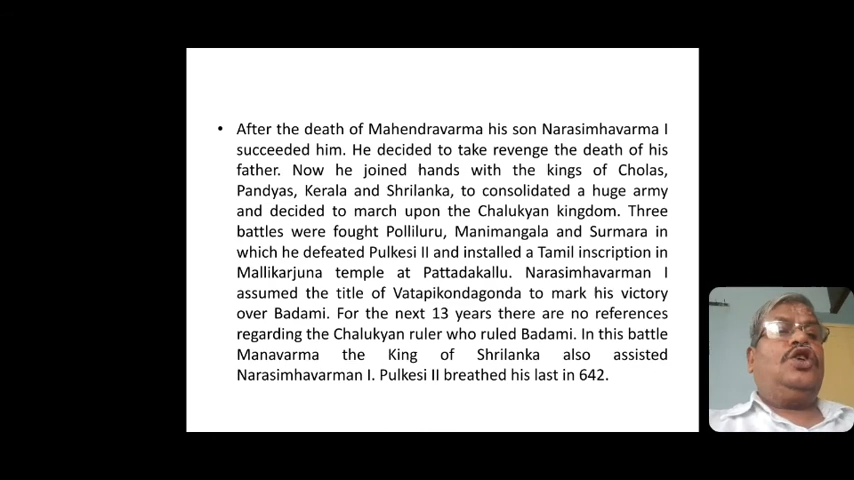 • After the death of Mahendravarma his son Narasimhavarma I
succeeded him. He decided to take revenge the death of his
father. Now he joined hands with the kings of Cholas,
Pandyas, Kerala and Shrilanka, to consolidated a huge army
and decided to march upon the Chalukyan kingdom. Three
battles were fought Polliluru, Manimangala and Surmara in
which he defeated Pulkesi II and installed a Tamil inscription in
Mallikarjuna temple at Pattadakallu. Narasimhavarman I
assumed the title of Vatapikondagonda to mark his victory
over Badami. For the next 13 years there are no references
regarding the Chalukyan ruler who ruled Badami. In this battle
Manavarma the King of Shrilanka also assisted
Narasimhavarman I. Pulkesi II breathed his last in 642.